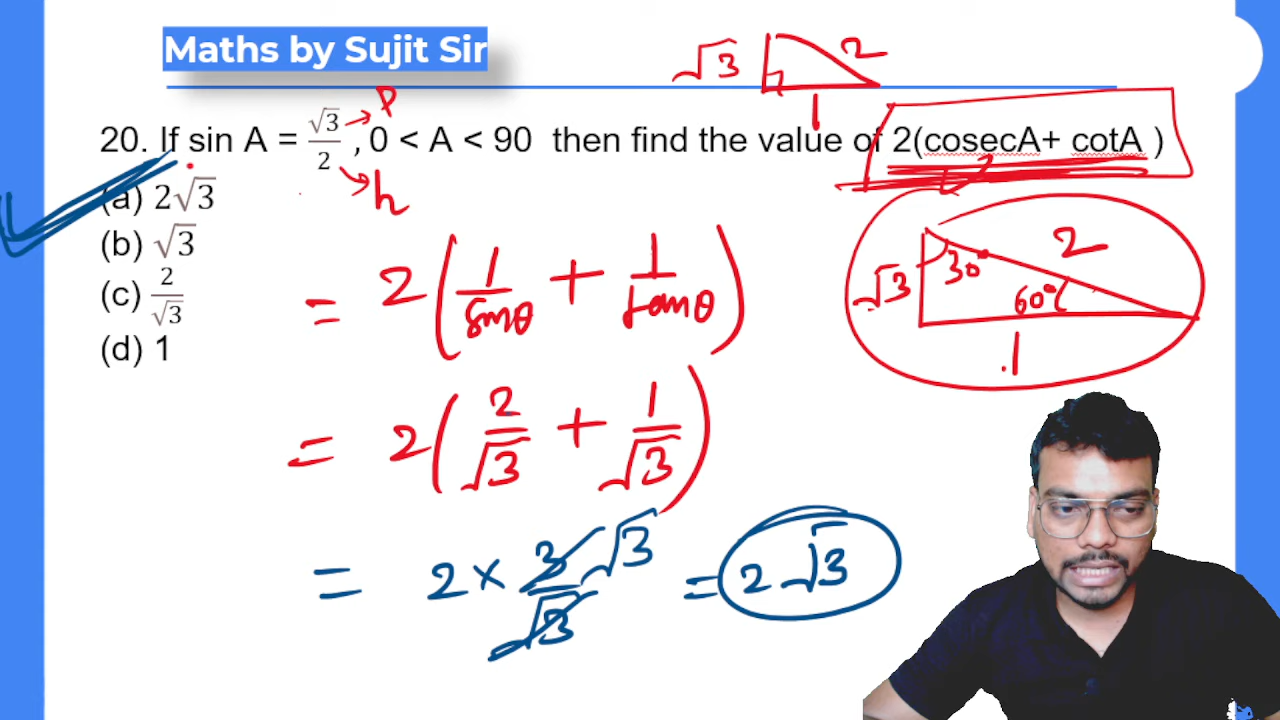 Maths by Sujit Sir
√3 2
1
20. If sin A = √3/2 → P , 0 < A < 90 then find the value of 2(cosecA+ cotA )
→ h
(a) 2√3
(b) √3
(c) 2/√3
(d) 1
= 2(1/sinθ + 1/tanθ)
= 2(2/√3 + 1/√3)
= 2 × 3/√3 √3 = 2√3
2
√3 30 60°
1